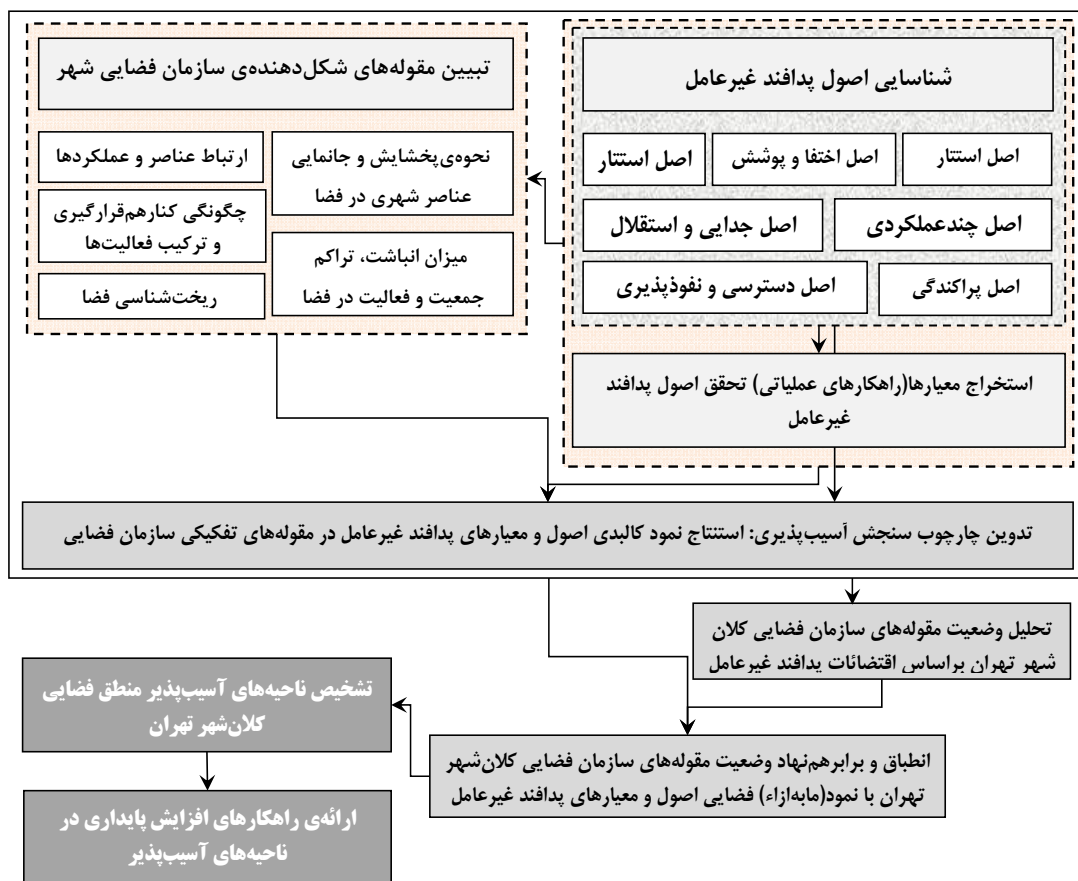 شناسایی اصول پدافند غیرعامل
اصل استتار
اصل اختفا و پوشش
اصل استتار
اصل چندعملکردی
اصل جدایی و استقلال
اصل پراکندگی
اصل دسترسی و نفوذپذیری
استخراج معیارها(راهکارهای عملیاتی) تحقق اصول پدافند
غیرعامل
تبیین مقوله‌های شکل‌دهنده‌ی سازمان فضایی شهر
نحوه‌ی‌پخشایش و جانمایی
عناصر شهری در فضا
میزان انباشت، تراکم
جمعیت و فعالیت در فضا
ارتباط عناصر و عملکردها
چگونگی کنارهم‌قرارگیری
و ترکیب فعالیت‌ها
ریخت‌شناسی فضا
تدوین چارچوب سنجش آسیب‌پذیری: استنتاج نمود کالبدی اصول و معیارهای پدافند غیرعامل در مقوله‌های تفکیکی سازمان فضایی
تحلیل وضعیت مقوله‌های سازمان فضایی کلان
شهر تهران براساس اقتضائات پدافند غیرعامل
انطباق و برابرهم‌نهاد وضعیت مقوله‌های سازمان فضایی کلان‌شهر
تهران با نمود(مابه‌ازاء) فضایی اصول و معیارهای پدافند غیرعامل
تشخیص ناحیه‌های آسیب‌پذیر منطق فضایی
کلان‌شهر تهران
ارائه‌ی راهکارهای افزایش پایداری در
ناحیه‌های آسیب‌پذیر